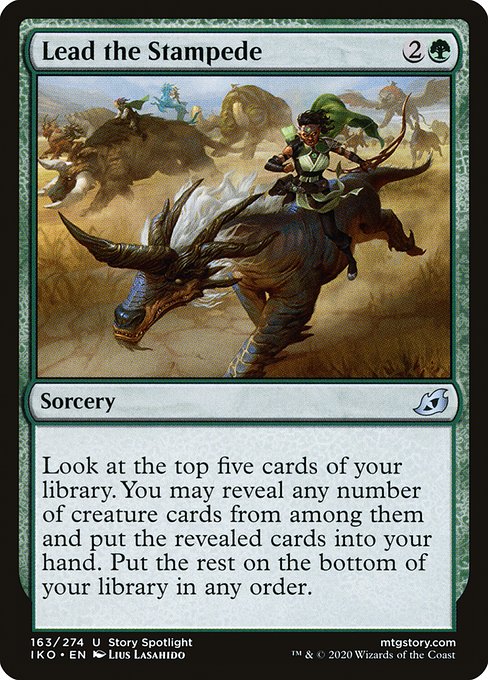 Lead the Stampede 2
Sorcery
Look at the top five cards of your
library. You may reveal any number
of creature cards from among them
and put the revealed cards into your
hand. Put the rest on the bottom of
your library in any order.
163/274 U Story Spotlight
mtgstory.com
IKO • EN Lius Lasahido
™ & © 2020 Wizards of the Coast